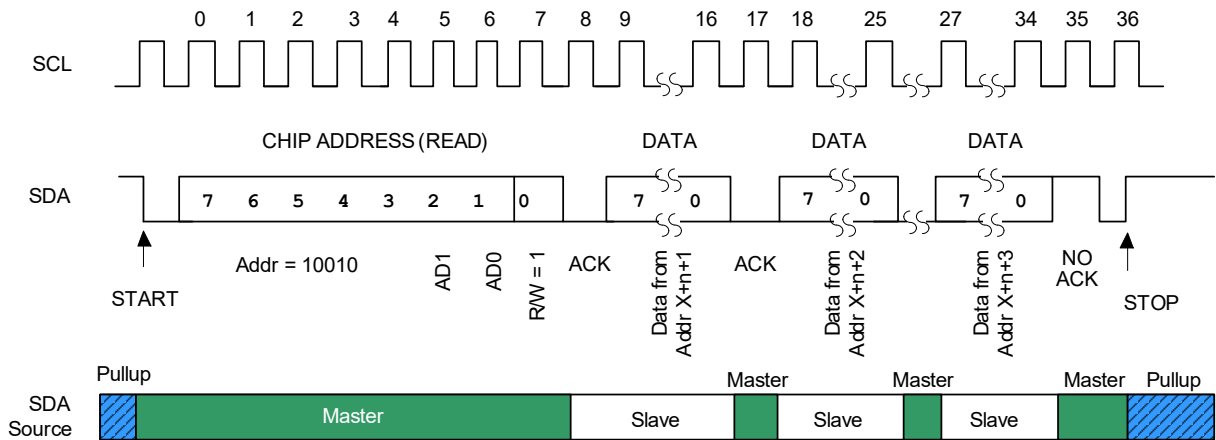 0 1 2 3 4 5 6 7 8 9 16 17 18 25 27 34 35 36
SCL
CHIP ADDRESS (READ) DATA DATA DATA
SDA 7 6 5 4 3 2 1 0 7 0 7 0 7 0
START
Addr = 10010
AD1
AD0
R/W = 1
ACK
Data from
Addr X+n+1
ACK
Data from
Addr X+n+2
Data from
Addr X+n+3
NO
ACK
STOP
Pullup Master Master Master Pullup
SDA
Source
Master Slave Slave Slave